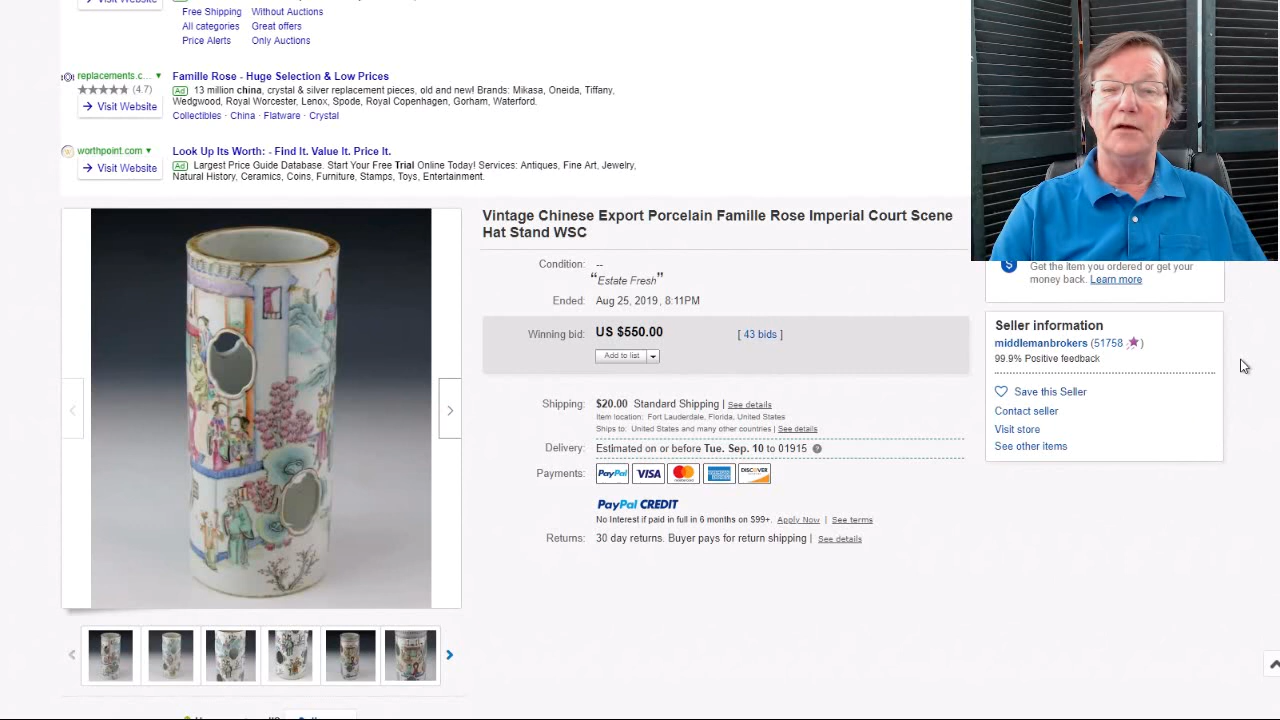 Visit Website
Free Shipping Without Auctions
All categories Great offers
Price Alerts Only Auctions
replacements.c... ▼ Famille Rose - Huge Selection & Low Prices
(4.7) Ad 13 million china, crystal & silver replacement pieces, old and new! Brands: Mikasa, Oneida, Tiffany,
→ Visit Website Wedgwood, Royal Worcester, Lenox, Spode, Royal Copenhagen, Gorham, Waterford.
Collectibles · China · Flatware · Crystal
worthpoint.com ▼ Look Up Its Worth: - Find It. Value It. Price It.
→ Visit Website Ad Largest Price Guide Database. Start Your Free Trial Online Today! Services: Antiques, Fine Art, Jewelry,
Natural History, Ceramics, Coins, Furniture, Stamps, Toys, Entertainment.
Vintage Chinese Export Porcelain Famille Rose Imperial Court Scene
Hat Stand WSC
Condition: --
“Estate Fresh”
Ended: Aug 25, 2019 , 8:11PM
Winning bid: US $550.00 [ 43 bids ]
Add to list
Shipping: $20.00 Standard Shipping | See details
Item location: Fort Lauderdale, Florida, United States
Ships to: United States and many other countries | See details
Delivery: Estimated on or before Tue. Sep. 10 to 01915
Payments: PayPal VISA MasterCard AMERICAN EXPRESS DISCOVER
PayPal CREDIT
No Interest if paid in full in 6 months on $99+. Apply Now | See terms
Returns: 30 day returns. Buyer pays for return shipping | See details
$ Get the item you ordered or get your
money back. Learn more
Seller information
middlemanbrokers (51758 )
99.9% Positive feedback
Save this Seller
Contact seller
Visit store
See other items